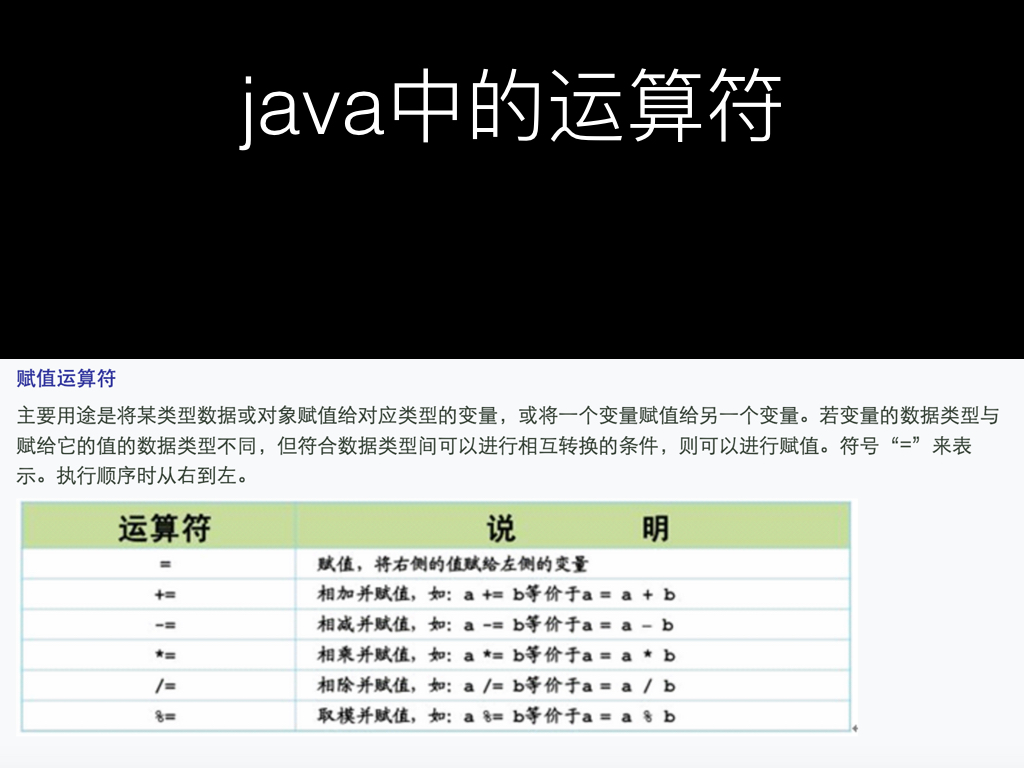 java中的运算符
赋值运算符
主要用途是将某类型数据或对象赋值给对应类型的变量，或将一个变量赋值给另一个变量。若变量的数据类型与
赋给它的值的数据类型不同，但符合数据类型间可以进行相互转换的条件，则可以进行赋值。符号“=”来表
示。执行顺序时从右到左。
运算符 说 明
= 赋值，将右侧的值赋给左侧的变量
+= 相加并赋值，如: a += b等价于a = a + b
-= 相减并赋值，如: a -= b等价于a = a – b
*= 相乘并赋值，如: a *= b等价于a = a * b
/= 相除并赋值，如: a /= b等价于a = a / b
%= 取模并赋值，如: a %= b等价于a = a % b